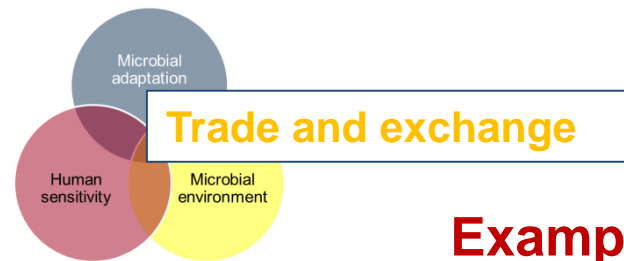 Microbial
adaptation
Trade and exchange
Human
sensitivity
Microbial
environment
Examp